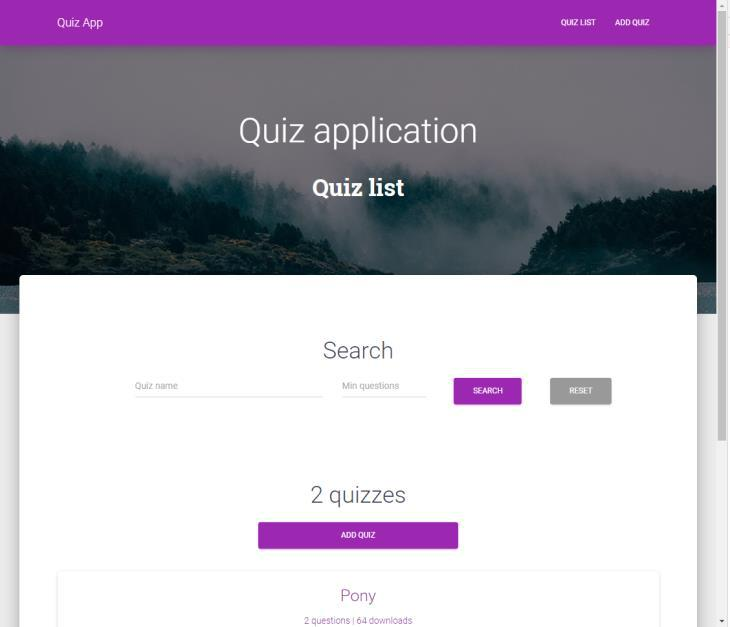 Quiz App
QUIZ LIST
ADD QUIZ
Quiz application
Quiz list
Search
Quiz name
Min questions
SEARCH
RESET
2 quizzes
ADD QUIZ
Pony
2 questions | 64 downloads